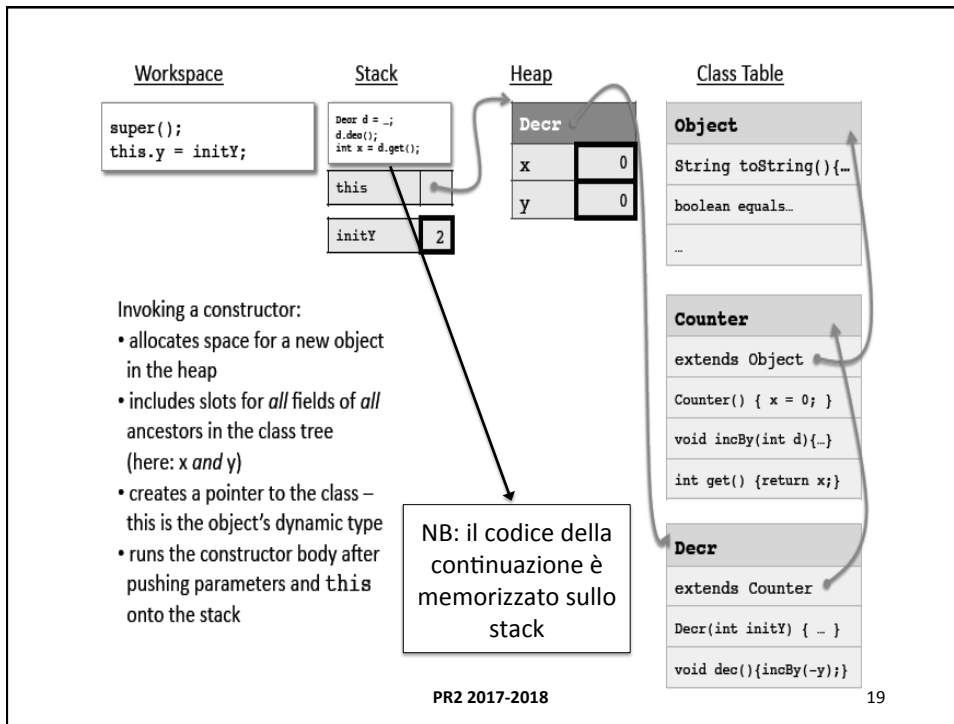 Workspace
Stack
Heap
Class Table
super();
this.y = initY;
Decr d = _;
d.dec();
int x = d.get();
this
initY 2
Decr
x 0
y 0
Object
String toString(){…
boolean equals…
…
Counter
extends Object
Counter() { x = 0; }
void incBy(int d){…}
int get() {return x;}
Decr
extends Counter
Decr(int initY) { … }
void dec(){incBy(-y);}
Invoking a constructor:
• allocates space for a new object
in the heap
• includes slots for all fields of all
ancestors in the class tree
(here: x and y)
• creates a pointer to the class –
this is the object's dynamic type
• runs the constructor body after
pushing parameters and this
onto the stack
NB: il codice della
continuazione è
memorizzato sullo
stack
PR2 2017-2018
19